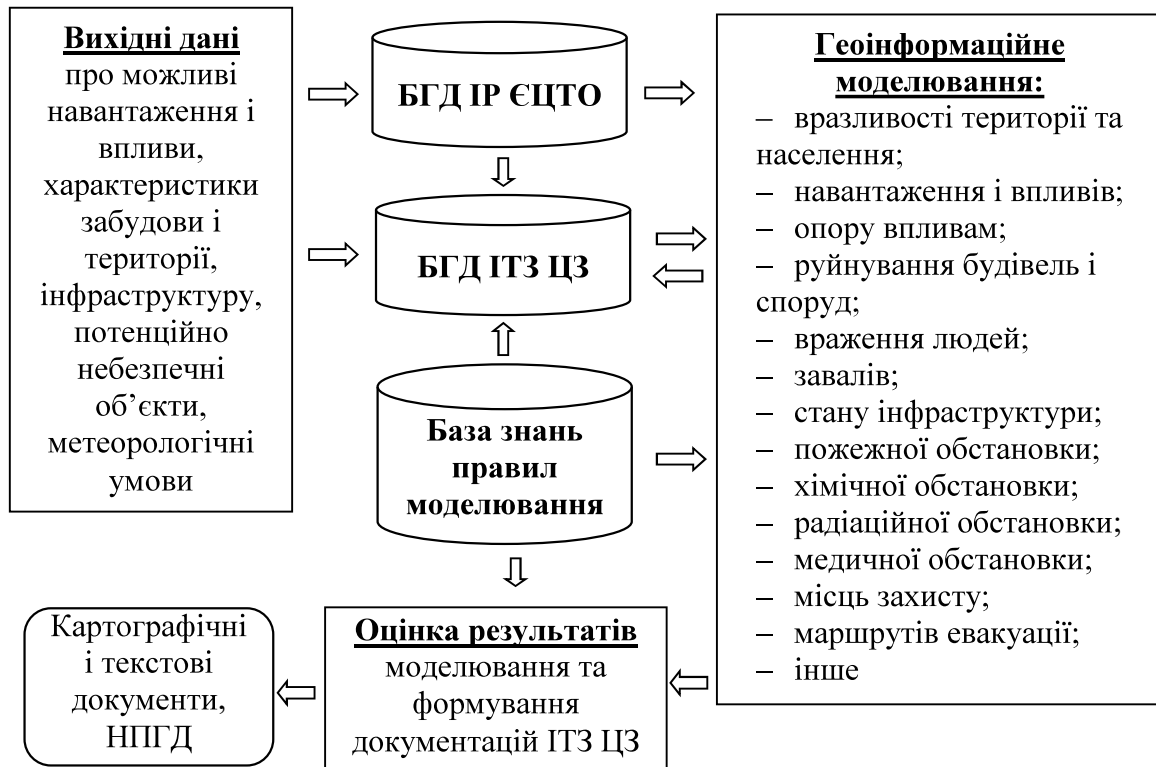 Вихідні дані
про можливі
навантаження і
впливи,
характеристики
забудови і
території,
інфраструктуру,
потенційно
небезпечні
об’єкти,
метеорологічні
умови
БГД ІР ЄЦТО
БГД ІТЗ ЦЗ
База знань
правил
моделювання
Геоінформаційне
моделювання:
– вразливості території та
населення;
– навантаження і впливів;
– опору впливам;
– руйнування будівель і
споруд;
– враження людей;
– завалів;
– стану інфраструктури;
– пожежної обстановки;
– хімічної обстановки;
– радіаційної обстановки;
– медичної обстановки;
– місць захисту;
– маршрутів евакуації;
– інше
Оцінка результатів
моделювання та
формування
документацій ІТЗ ЦЗ
Картографічні
і текстові
документи,
НПГД